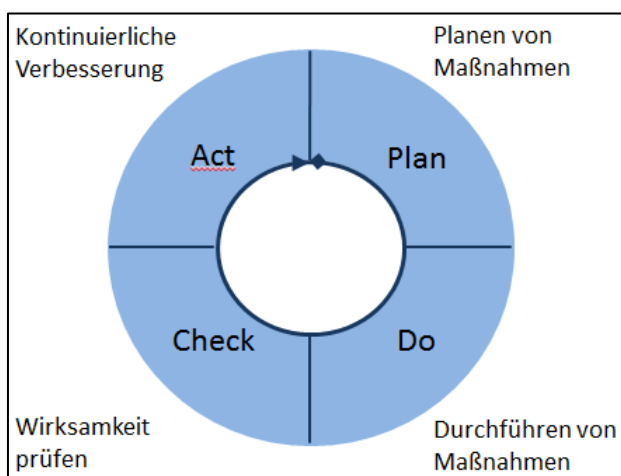 Kontinuierliche
Verbesserung
Planen von
Maßnahmen
Act
Plan
Check
Do
Wirksamkeit
prüfen
Durchführen von
Maßnahmen